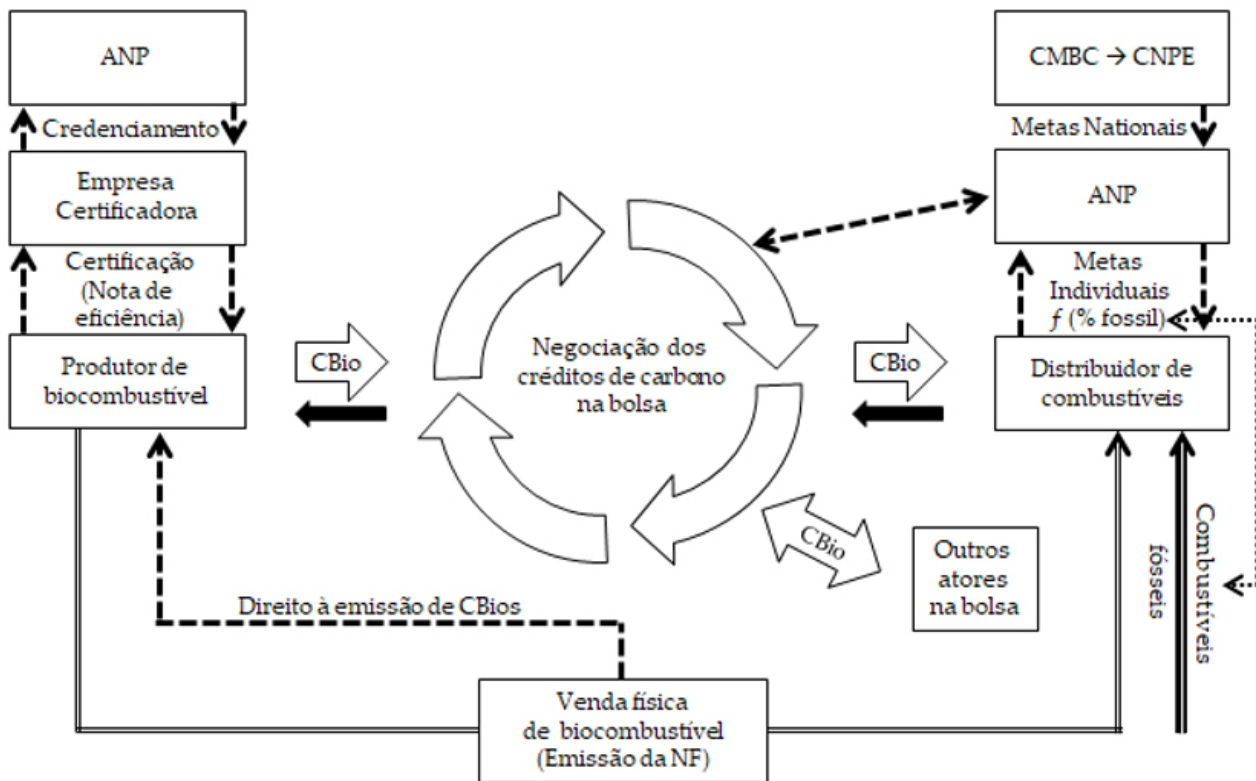 ANP
Credenciamento
Empresa
Certificadora
Certificação
(Nota de
eficiência)
Produtor de
biocombustível
CBio
Negociação dos
créditos de carbono
na bolsa
CBio
CBio
Outros
atores
na bolsa
CMBC → CNPE
Metas Nationais
ANP
Metas
Individuais
ƒ (% fossil)
Distribuidor de
combustíveis
Combustíveis
fósseis
Direito à emissão de CBios
Venda física
de biocombustível
(Emissão da NF)